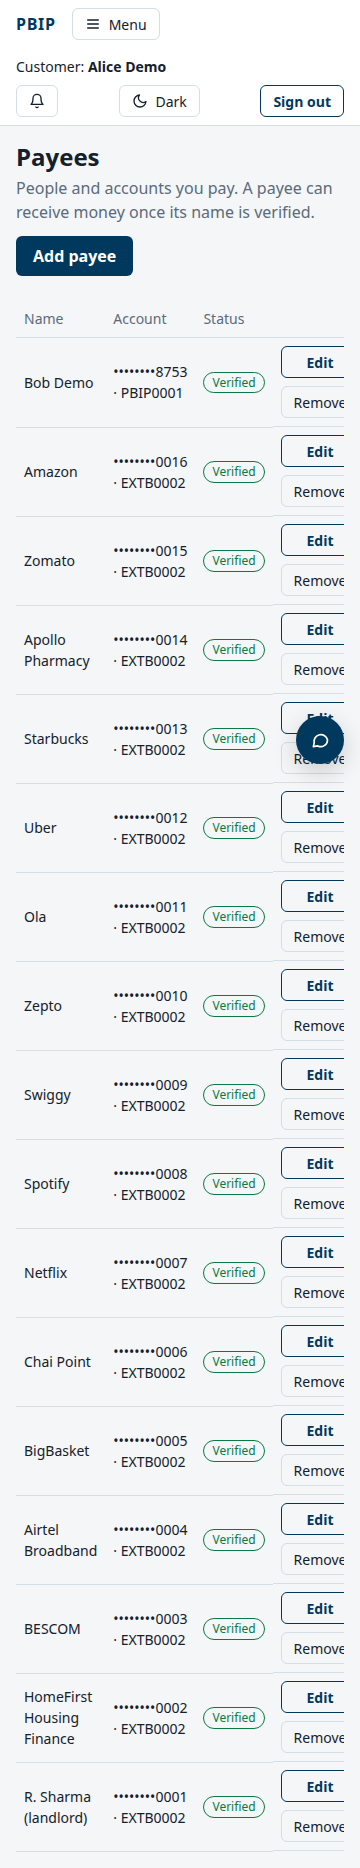 PBIP
Menu
Customer: Alice Demo
Dark
Sign out
Payees
People and accounts you pay. A payee can
receive money once its name is verified.
Add payee
Name Account Status
Bob Demo ••••••••8753 · PBIP0001 Verified Edit Remove
Amazon ••••••••0016 · EXTB0002 Verified Edit Remove
Zomato ••••••••0015 · EXTB0002 Verified Edit Remove
Apollo Pharmacy ••••••••0014 · EXTB0002 Verified Edit Remove
Starbucks ••••••••0013 · EXTB0002 Verified Edit Remove
Uber ••••••••0012 · EXTB0002 Verified Edit Remove
Ola ••••••••0011 · EXTB0002 Verified Edit Remove
Zepto ••••••••0010 · EXTB0002 Verified Edit Remove
Swiggy ••••••••0009 · EXTB0002 Verified Edit Remove
Spotify ••••••••0008 · EXTB0002 Verified Edit Remove
Netflix ••••••••0007 · EXTB0002 Verified Edit Remove
Chai Point ••••••••0006 · EXTB0002 Verified Edit Remove
BigBasket ••••••••0005 · EXTB0002 Verified Edit Remove
Airtel Broadband ••••••••0004 · EXTB0002 Verified Edit Remove
BESCOM ••••••••0003 · EXTB0002 Verified Edit Remove
HomeFirst Housing Finance ••••••••0002 · EXTB0002 Verified Edit Remove
R. Sharma (landlord) ••••••••0001 · EXTB0002 Verified Edit Remove